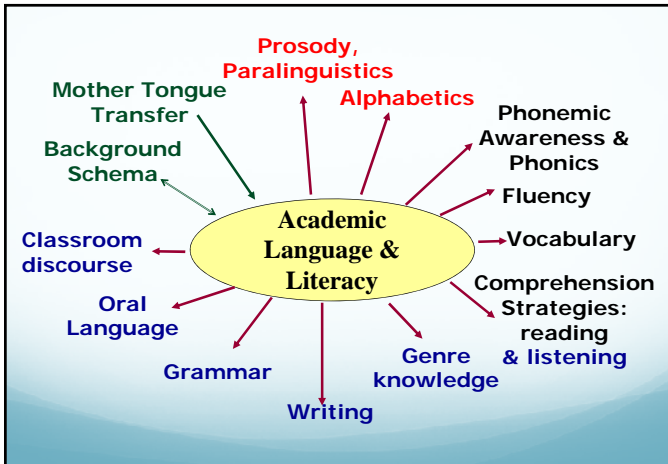 Prosody,
Paralinguistics
Alphabetics
Mother Tongue
Transfer
Background
Schema
Phonemic
Awareness &
Phonics
Fluency
Vocabulary
Academic
Language &
Literacy
Classroom
discourse
Oral
Language
Grammar
Writing
Genre
knowledge
Comprehension
Strategies:
reading
& listening